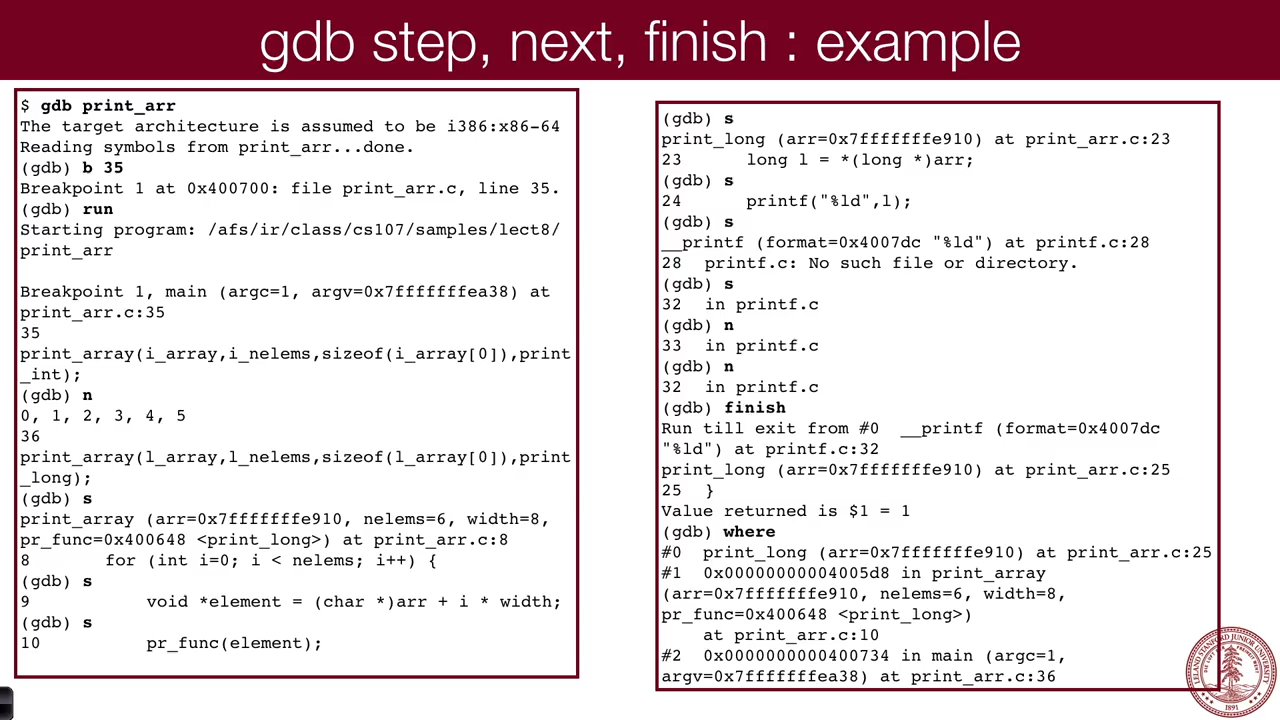 gdb step, next, finish : example
$ gdb print_arr
The target architecture is assumed to be i386:x86-64
Reading symbols from print_arr...done.
(gdb) b 35
Breakpoint 1 at 0x400700: file print_arr.c, line 35.
(gdb) run
Starting program: /afs/ir/class/cs107/samples/lect8/
print_arr
Breakpoint 1, main (argc=1, argv=0x7fffffffea38) at
print_arr.c:35
35
print_array(i_array,i_nelems,sizeof(i_array[0]),print
_int);
(gdb) n
0, 1, 2, 3, 4, 5
36
print_array(l_array,l_nelems,sizeof(l_array[0]),print
_long);
(gdb) s
print_array (arr=0x7fffffffe910, nelems=6, width=8,
pr_func=0x400648 <print_long>) at print_arr.c:8
8       for (int i=0; i < nelems; i++) {
(gdb) s
9           void *element = (char *)arr + i * width;
(gdb) s
10          pr_func(element);
(gdb) s
print_long (arr=0x7fffffffe910) at print_arr.c:23
23      long l = *(long *)arr;
(gdb) s
24      printf("%ld",l);
(gdb) s
__printf (format=0x4007dc "%ld") at printf.c:28
28  printf.c: No such file or directory.
(gdb) s
32  in printf.c
(gdb) n
33  in printf.c
(gdb) n
32  in printf.c
(gdb) finish
Run till exit from #0  __printf (format=0x4007dc
"%ld") at printf.c:32
print_long (arr=0x7fffffffe910) at print_arr.c:25
25  }
Value returned is $1 = 1
(gdb) where
#0  print_long (arr=0x7fffffffe910) at print_arr.c:25
#1  0x00000000004005d8 in print_array
(arr=0x7fffffffe910, nelems=6, width=8,
pr_func=0x400648 <print_long>)
    at print_arr.c:10
#2  0x0000000000400734 in main (argc=1,
argv=0x7fffffffea38) at print_arr.c:36
LELAND STANFORD JUNIOR UNIVERSITY
1891